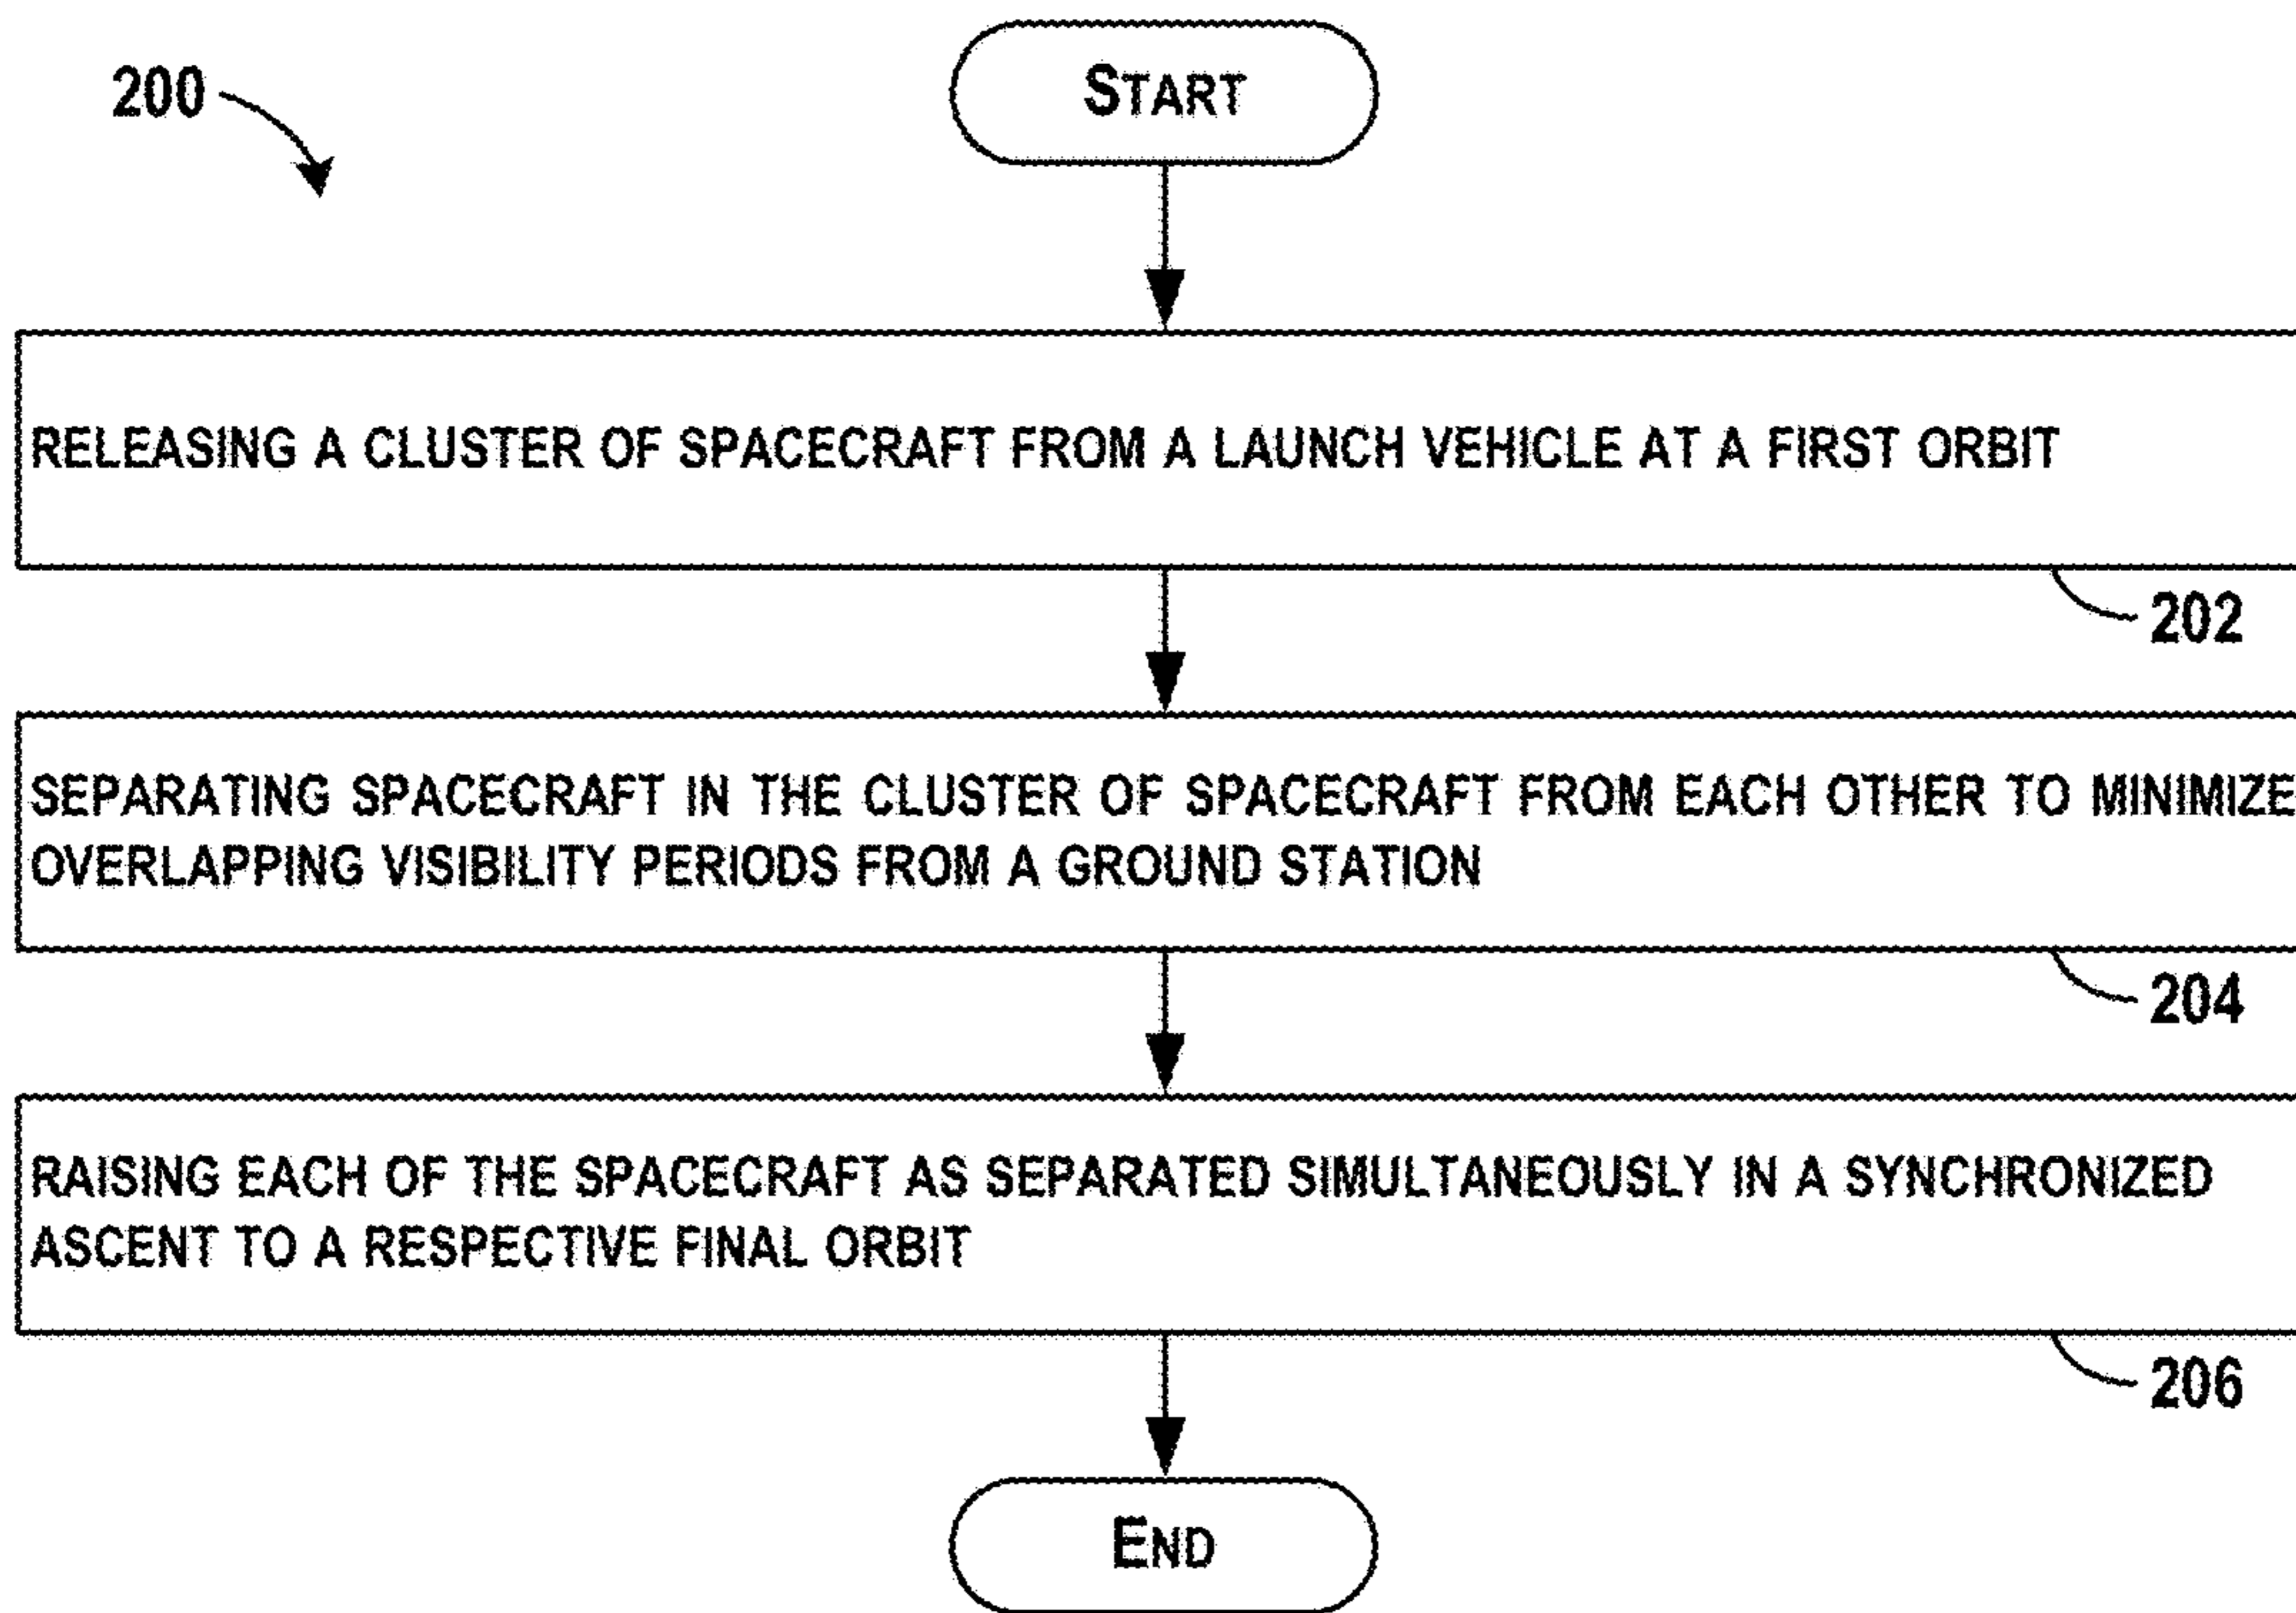 200
START
RELEASING A CLUSTER OF SPACECRAFT FROM A LAUNCH VEHICLE AT A FIRST ORBIT
202
SEPARATING SPACECRAFT IN THE CLUSTER OF SPACECRAFT FROM EACH OTHER TO MINIMIZE
OVERLAPPING VISIBILITY PERIODS FROM A GROUND STATION
204
RAISING EACH OF THE SPACECRAFT AS SEPARATED SIMULTANEOUSLY IN A SYNCHRONIZED
ASCENT TO A RESPECTIVE FINAL ORBIT
206
END